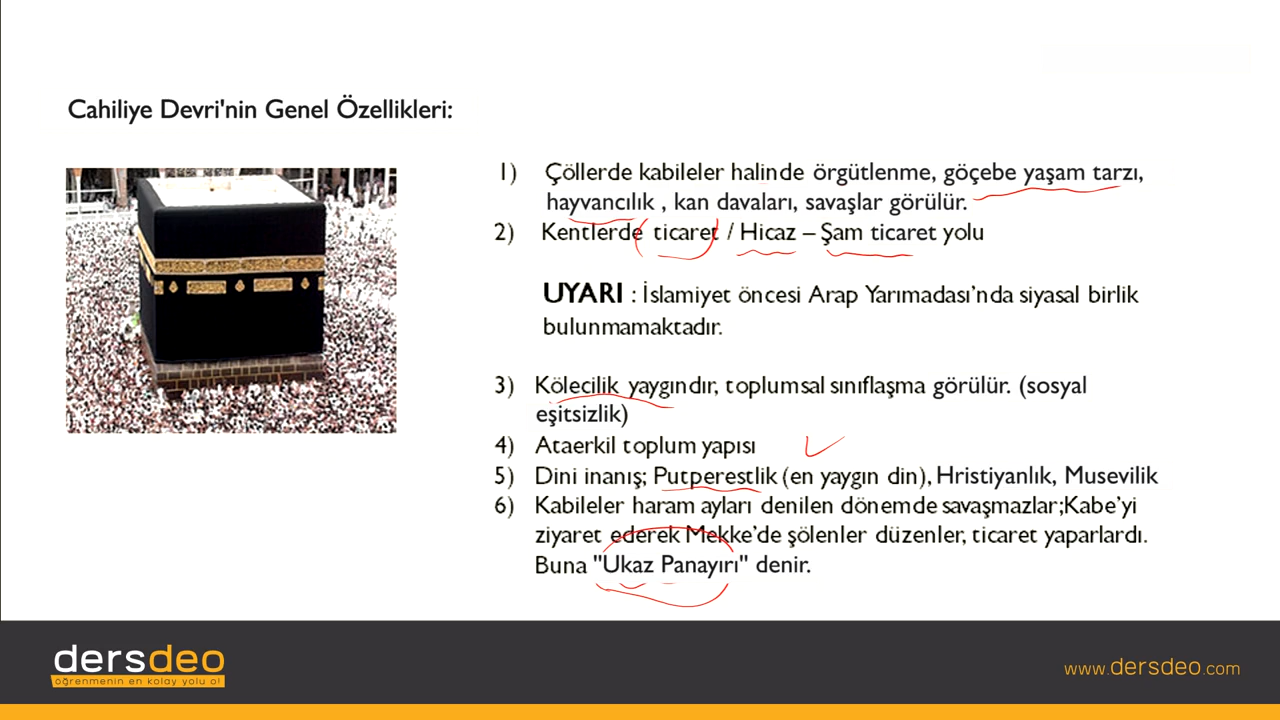 Cahiliye Devri'nin Genel Özellikleri:
1) Çöllerde kabileler halinde örgütlenme, göçebe yaşam tarzı,
hayvancılık , kan davaları, savaşlar görülür.
2) Kentlerde ticaret / Hicaz – Şam ticaret yolu
UYARI : İslamiyet öncesi Arap Yarımadası’nda siyasal birlik
bulunmamaktadır.
3) Kölecilik yaygındır, toplumsal sınıflaşma görülür. (sosyal
eşitsizlik)
4) Ataerkil toplum yapısı
5) Dini inanış; Putperestlik (en yaygın din), Hristiyanlık, Musevilik
6) Kabileler haram ayları denilen dönemde savaşmazlar;Kabe’yi
ziyaret ederek Mekke’de şölenler düzenler, ticaret yaparlardı.
Buna "Ukaz Panayırı" denir.
dersdeo
öğrenmenin en kolay yolu o!
www.dersdeo.com